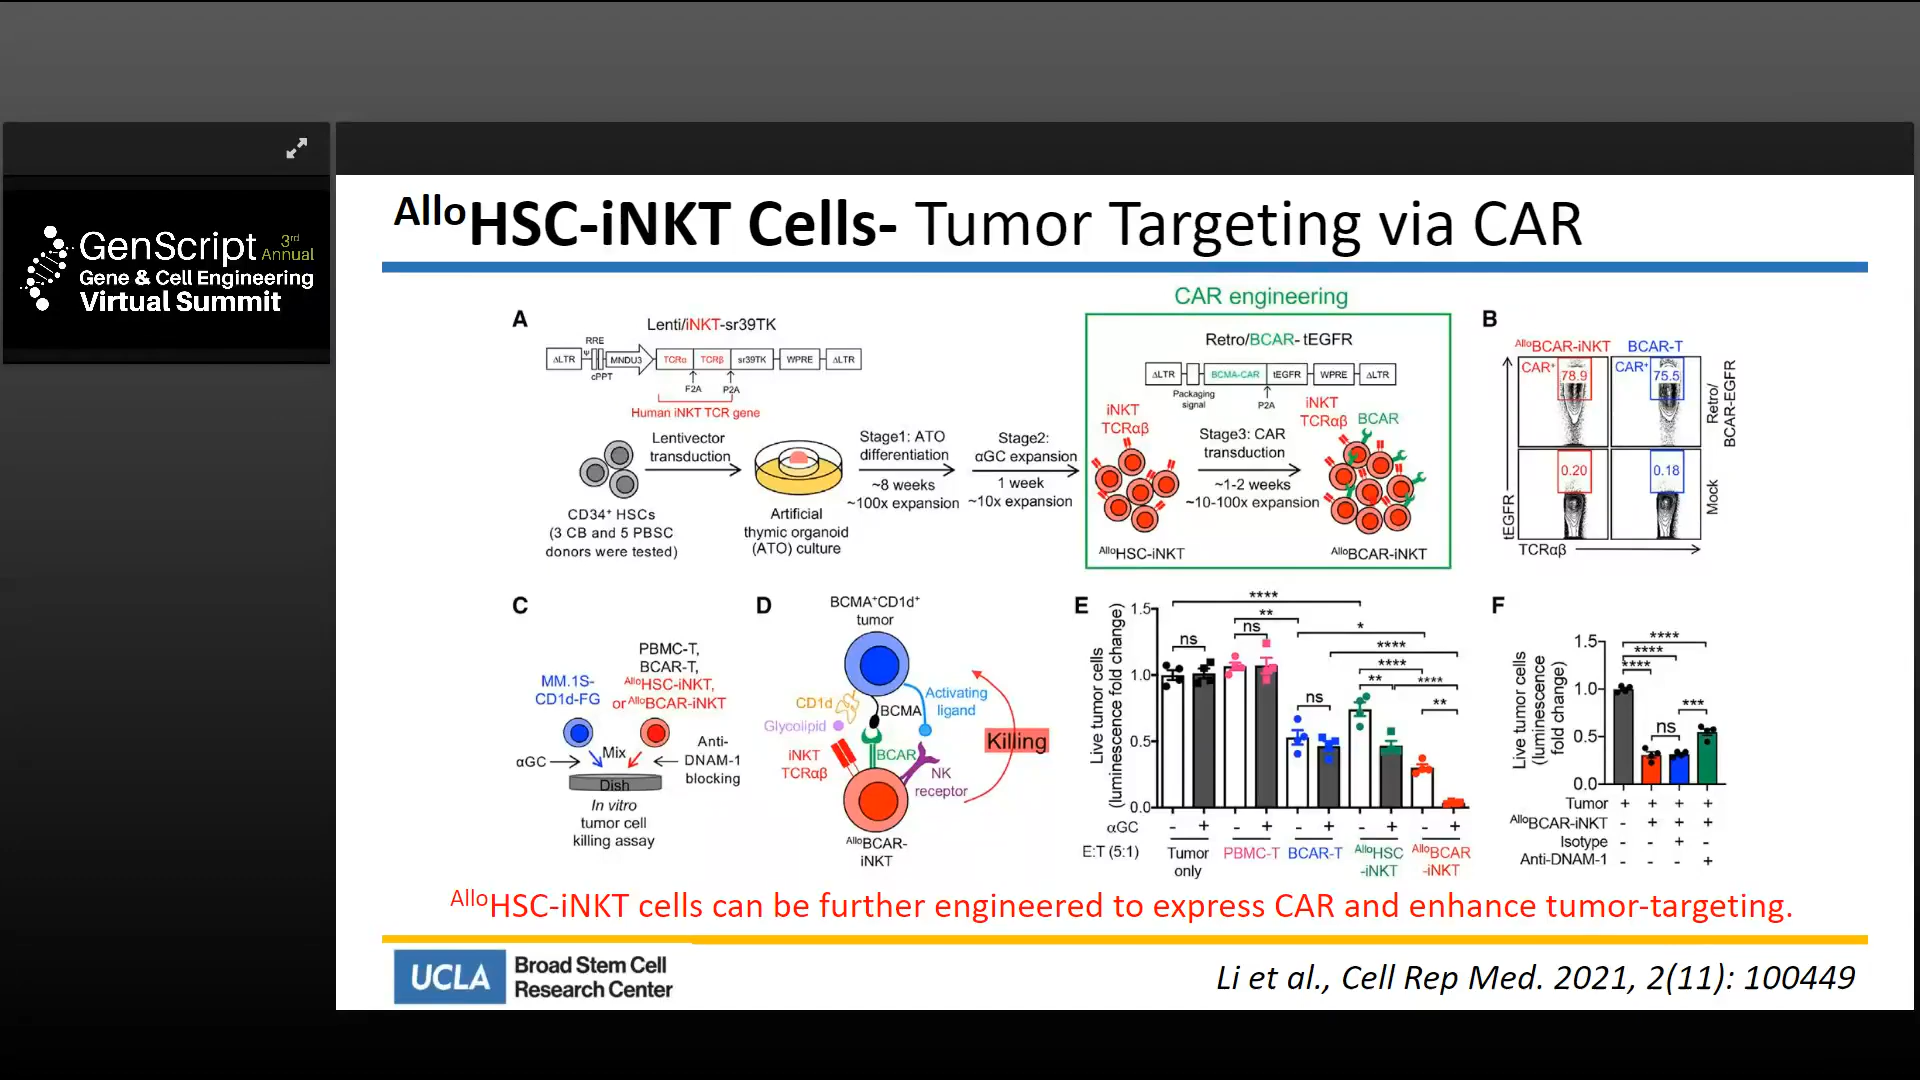 GenScript 3rd Annual
Gene & Cell Engineering
Virtual Summit
AlloHSC-iNKT Cells- Tumor Targeting via CAR
A
Lenti/iNKT-sr39TK
RRE
ΔLTR Ψ MNDU3 TCRα TCRβ sr39TK WPRE ΔLTR
cPPT
F2A P2A
Human iNKT TCR gene
CD34+ HSCs
(3 CB and 5 PBSC
donors were tested)
Lentivector
transduction
Artificial
thymic organoid
(ATO) culture
Stage1: ATO
differentiation
~8 weeks
~100x expansion
Stage2:
αGC expansion
1 week
~10x expansion
CAR engineering
Retro/BCAR- tEGFR
ΔLTR BCMA-CAR tEGFR WPRE ΔLTR
Packaging
signal
P2A
iNKT
TCRαβ
AlloHSC-iNKT
Stage3: CAR
transduction
~1-2 weeks
~10-100x expansion
iNKT
TCRαβ
BCAR
AlloBCAR-iNKT
B
AlloBCAR-iNKT BCAR-T
CAR+ 78.9 CAR+ 75.5
0.20 0.18
Retro/
BCAR-EGFR
Mock
tEGFR
TCRαβ
C
PBMC-T,
BCAR-T,
AlloHSC-iNKT,
or AlloBCAR-iNKT
MM.1S-
CD1d-FG
αGC
Mix
Anti-
DNAM-1
blocking
Dish
In vitro
tumor cell
killing assay
D
BCMA+CD1d+
tumor
CD1d
Glycolipid
BCMA
Activating
ligand
iNKT
TCRαβ
BCAR
NK
receptor
Killing
AlloBCAR-
iNKT
E
Live tumor cells
(luminescence fold change)
1.5
1.0
0.5
0.0
****
**
ns ns
*
****
****
** ****
ns
**
αGC - + - + - + - + - +
E:T (5:1)
Tumor
only
PBMC-T
BCAR-T
AlloHSC
-iNKT
AlloBCAR
-iNKT
F
Live tumor cells
(luminescence
fold change)
1.5
1.0
0.5
0.0
****
****
****
***
ns
Tumor + + + +
AlloBCAR-iNKT - + + +
Isotype - - + -
Anti-DNAM-1 - - - +
AlloHSC-iNKT cells can be further engineered to express CAR and enhance tumor-targeting.
UCLA Broad Stem Cell
Research Center
Li et al., Cell Rep Med. 2021, 2(11): 100449